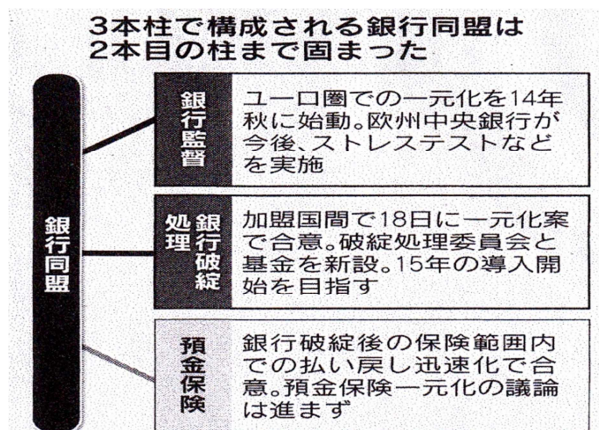 3本柱で構成される銀行同盟は
2本目の柱まで固まった
銀行同盟
銀行監督
ユーロ圏での一元化を14年
秋に始動。欧州中央銀行が
今後、ストレステストなど
を実施
銀行破綻
処理
加盟国間で18日に一元化案
で合意。破綻処理委員会と
基金を新設。15年の導入開
始を目指す
預金保険
銀行破綻後の保険範囲内
での払い戻し迅速化で合
意。預金保険一元化の議論
は進まず